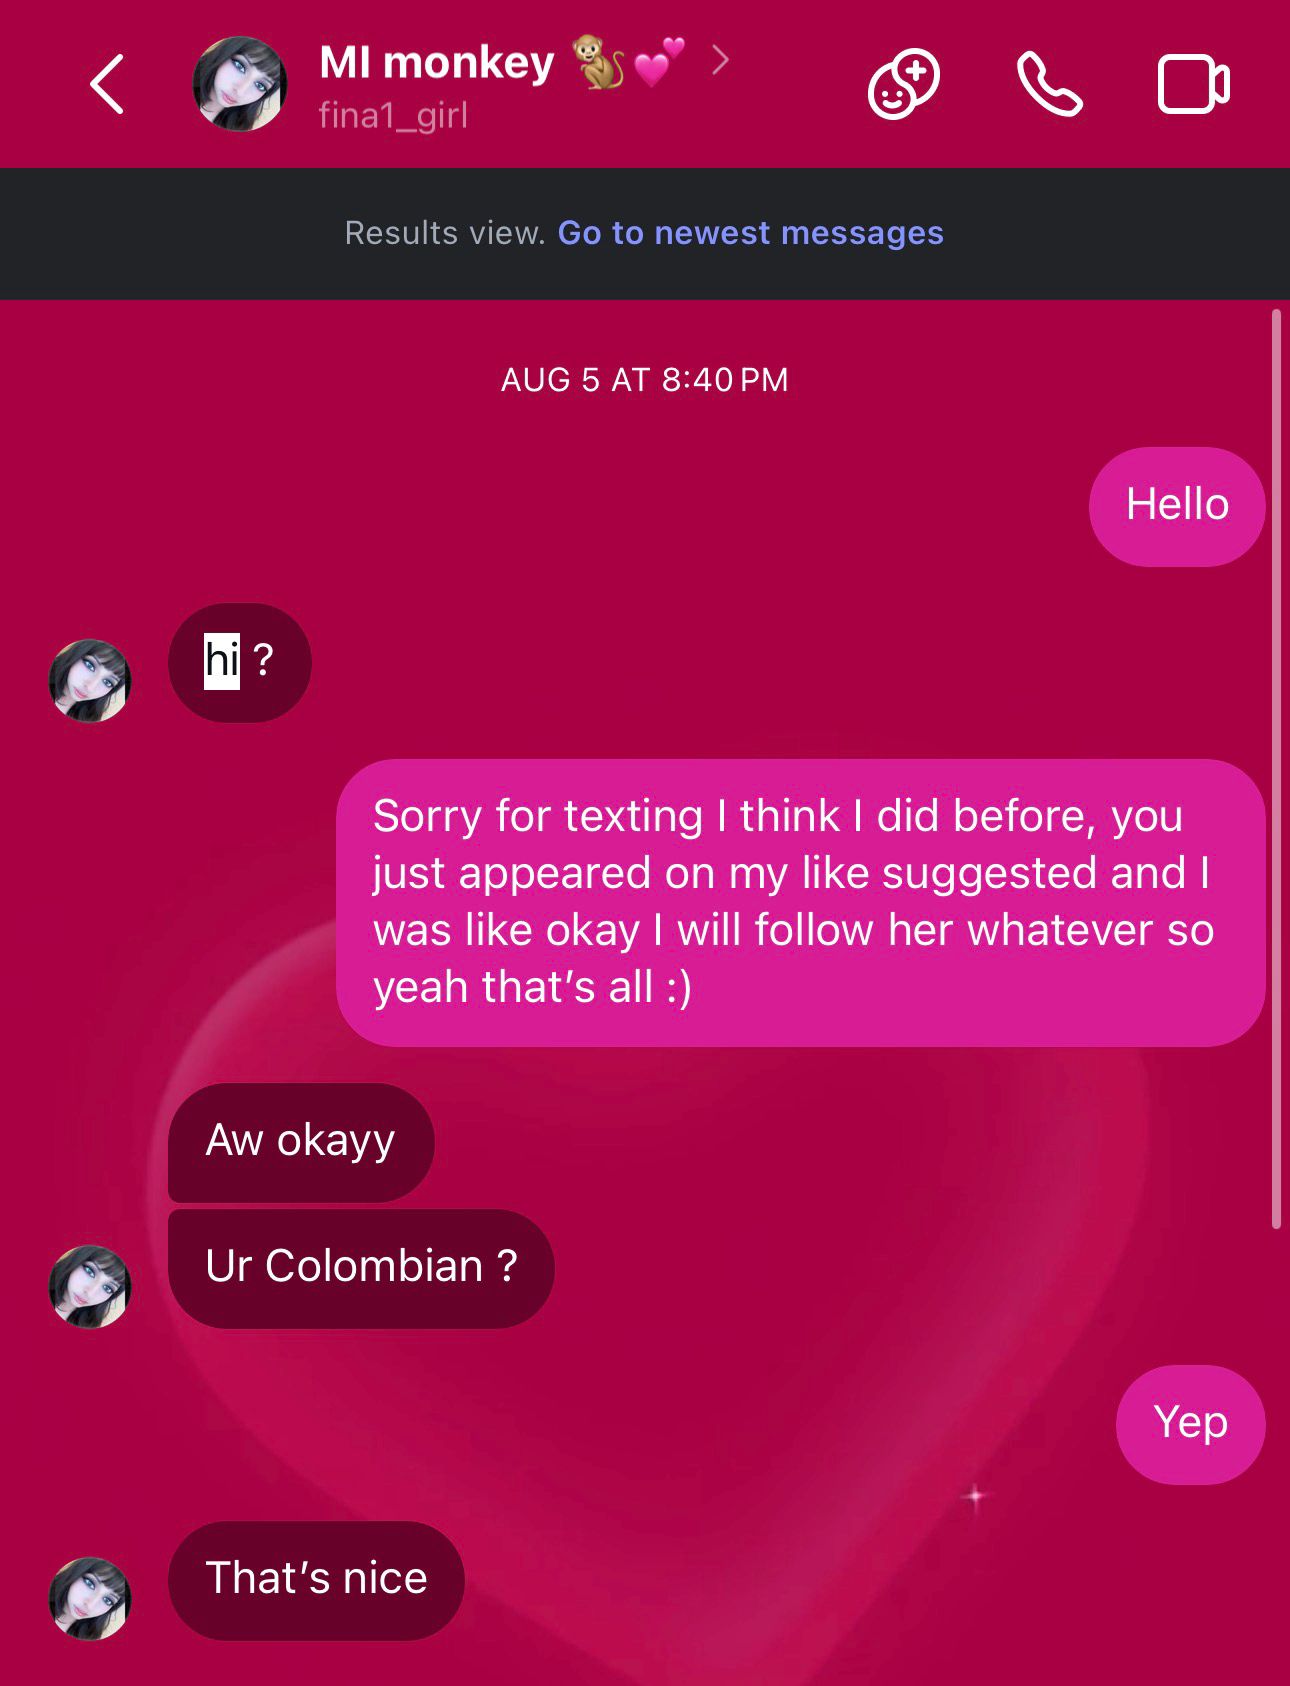 MI monkey 🐒💕
fina1_girl
Results view. Go to newest messages
AUG 5 AT 8:40 PM
Hello
hi ?
Sorry for texting I think I did before, you
just appeared on my like suggested and I
was like okay I will follow her whatever so
yeah that’s all :)
Aw okayy
Ur Colombian ?
Yep
That’s nice